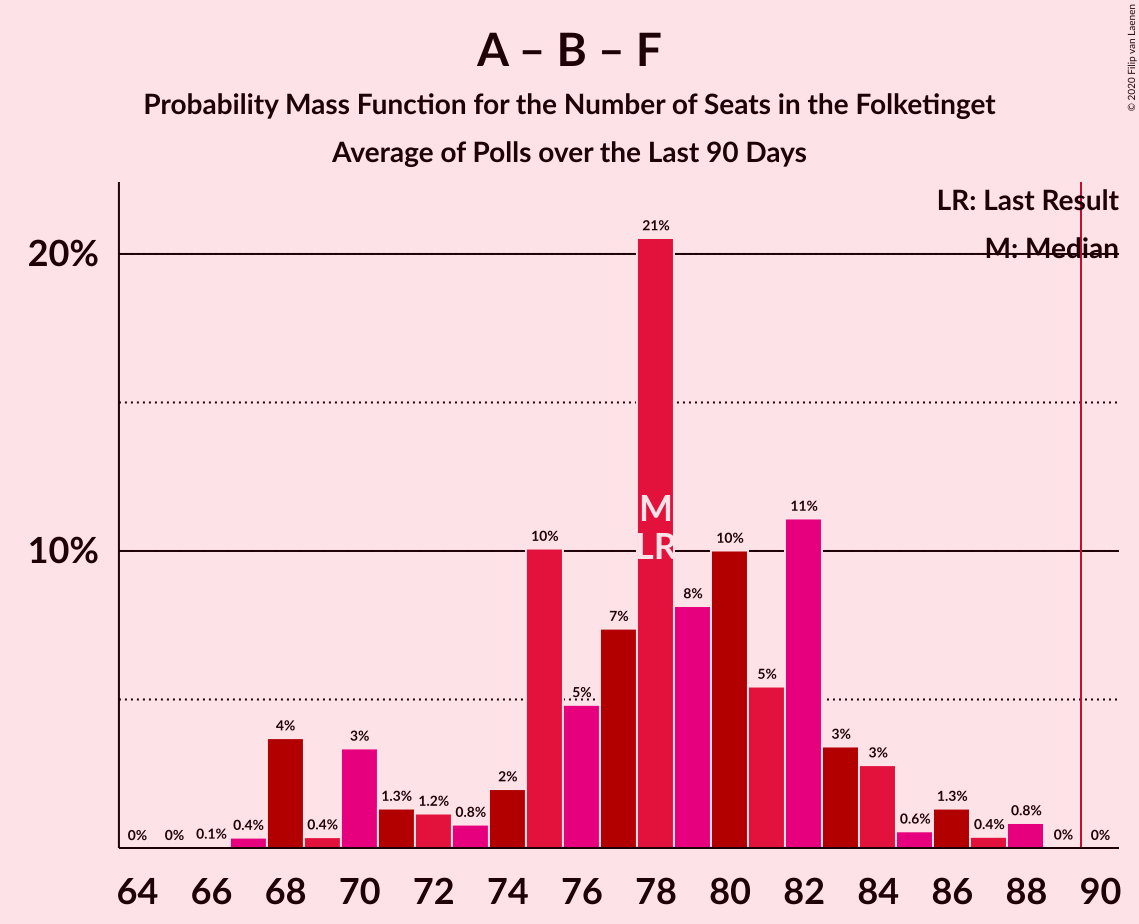 A – B – F
Probability Mass Function for the Number of Seats in the Folketinget
Average of Polls over the Last 90 Days
© 2020 Filip van Laenen
LR: Last Result
M: Median
20%
10%
0% 0% 0.1% 0.4% 4% 0.4% 3% 1.3% 1.2% 0.8% 2% 10% 5% 7% 21% 8% 10% 5% 11% 3% 3% 0.6% 1.3% 0.4% 0.8% 0% 0%
M
LR
64 66 68 70 72 74 76 78 80 82 84 86 88 90